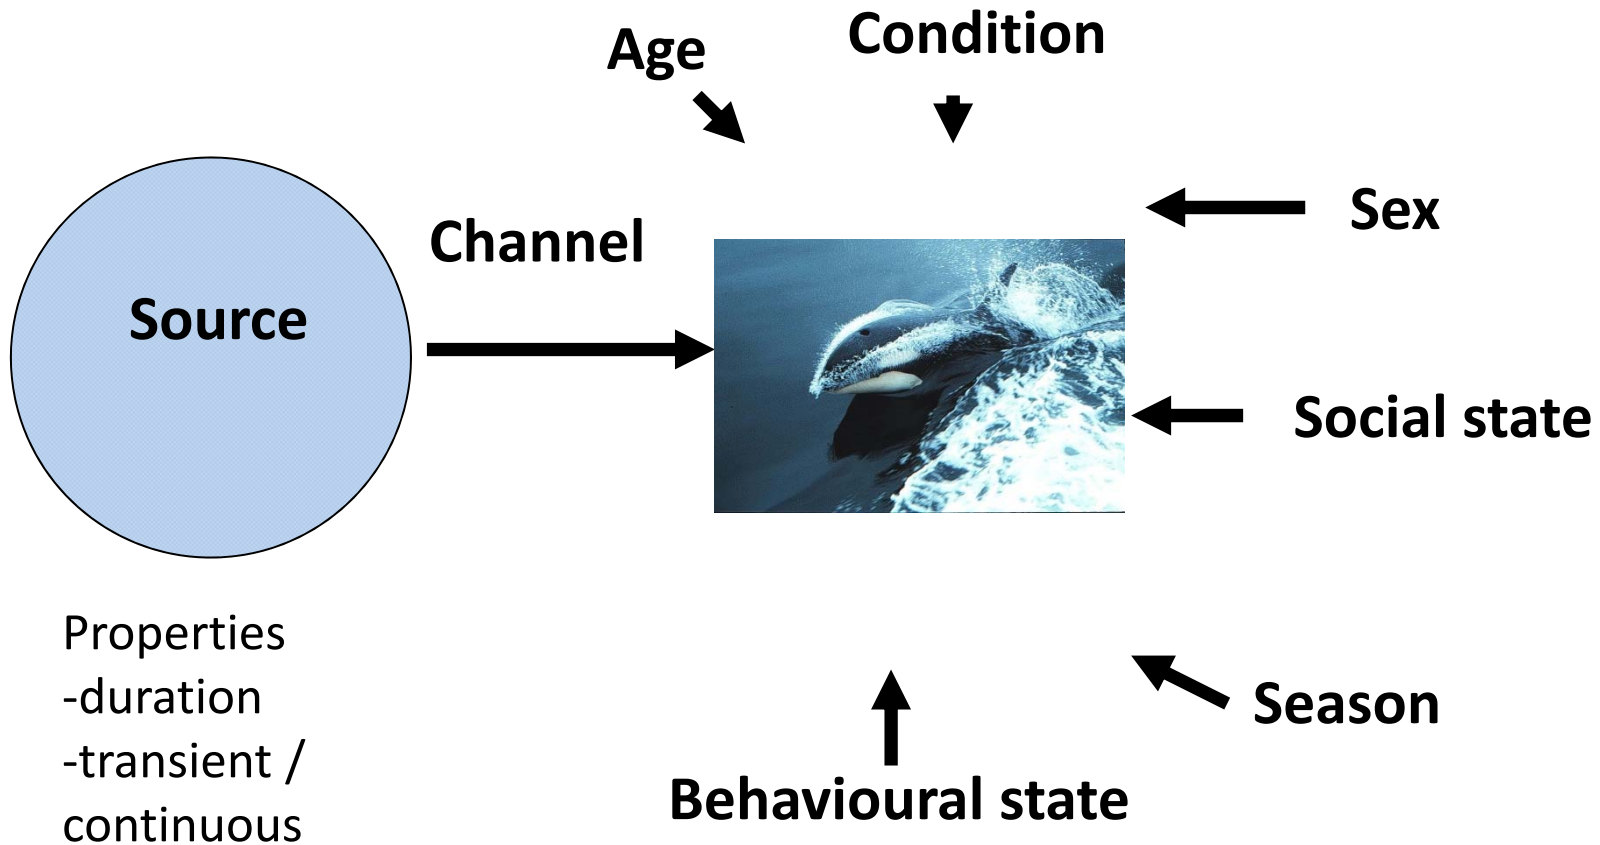 Age
Condition
Sex
Channel
Source
Social state
Properties
-duration
-transient /
continuous
Season
Behavioural state